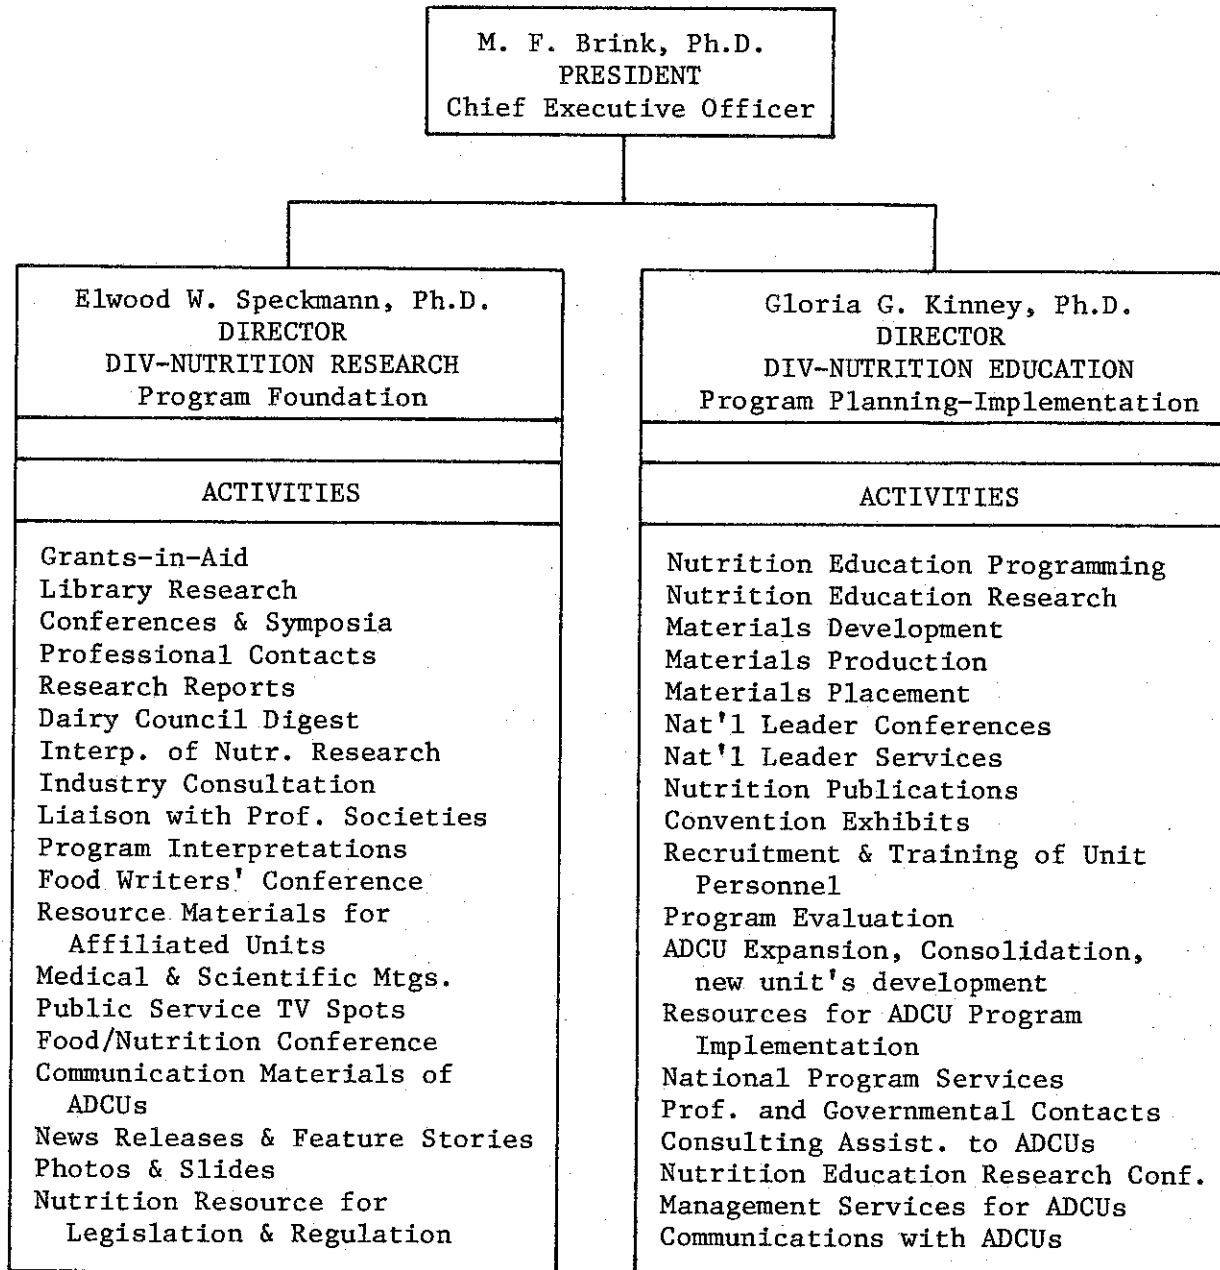 M. F. Brink, Ph.D.
PRESIDENT
Chief Executive Officer
Elwood W. Speckmann, Ph.D.
DIRECTOR
DIV-NUTRITION RESEARCH
Program Foundation
ACTIVITIES
Grants-in-Aid
Library Research
Conferences & Symposia
Professional Contacts
Research Reports
Dairy Council Digest
Interp. of Nutr. Research
Industry Consultation
Liaison with Prof. Societies
Program Interpretations
Food Writers' Conference
Resource Materials for
Affiliated Units
Medical & Scientific Mtgs.
Public Service TV Spots
Food/Nutrition Conference
Communication Materials of
ADCUs
News Releases & Feature Stories
Photos & Slides
Nutrition Resource for
Legislation & Regulation
Gloria G. Kinney, Ph.D.
DIRECTOR
DIV-NUTRITION EDUCATION
Program Planning-Implementation
ACTIVITIES
Nutrition Education Programming
Nutrition Education Research
Materials Development
Materials Production
Materials Placement
Nat'l Leader Conferences
Nat'l Leader Services
Nutrition Publications
Convention Exhibits
Recruitment & Training of Unit
Personnel
Program Evaluation
ADCU Expansion, Consolidation,
new unit's development
Resources for ADCU Program
Implementation
National Program Services
Prof. and Governmental Contacts
Consulting Assist. to ADCUs
Nutrition Education Research Conf.
Management Services for ADCUs
Communications with ADCUs